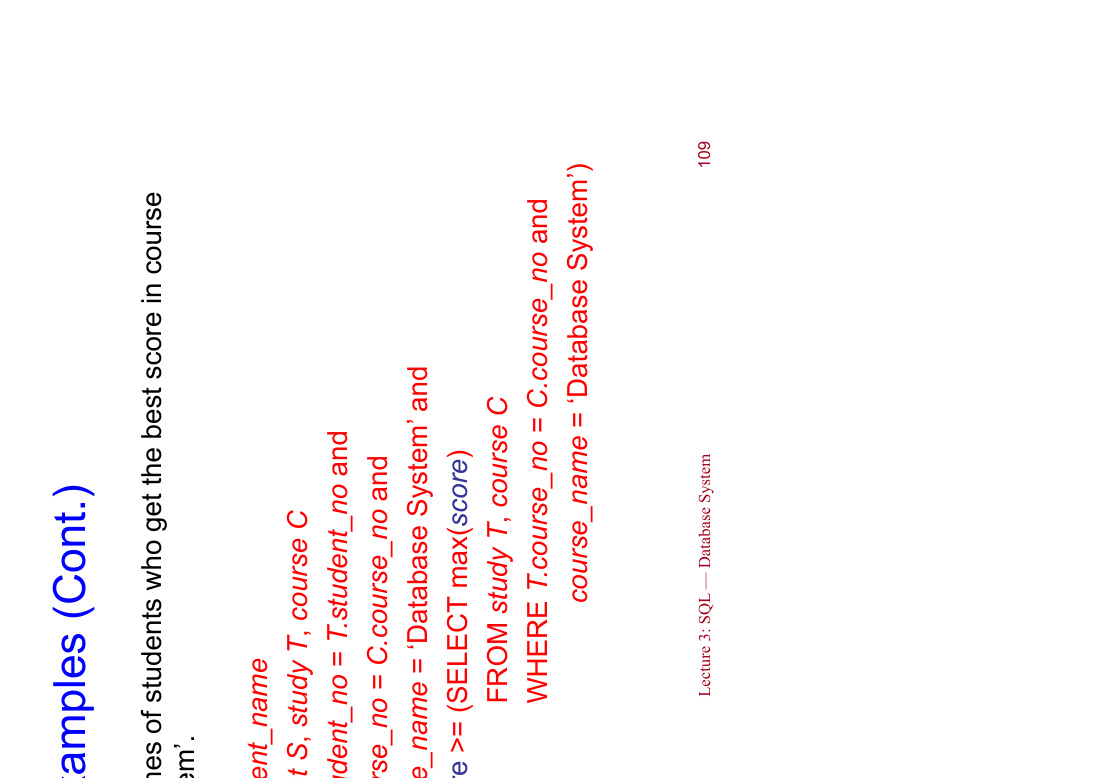 amples (Cont.)
nes of students who get the best score in course
em’.
ent_name
t S, study T, course C
udent_no = T.student_no and
rse_no = C.course_no and
e_name = ‘Database System’ and
re >= (SELECT max(score)
FROM study T, course C
WHERE T.course_no = C.course_no and
course_name = ‘Database System’)
Lecture 3: SQL — Database System 109